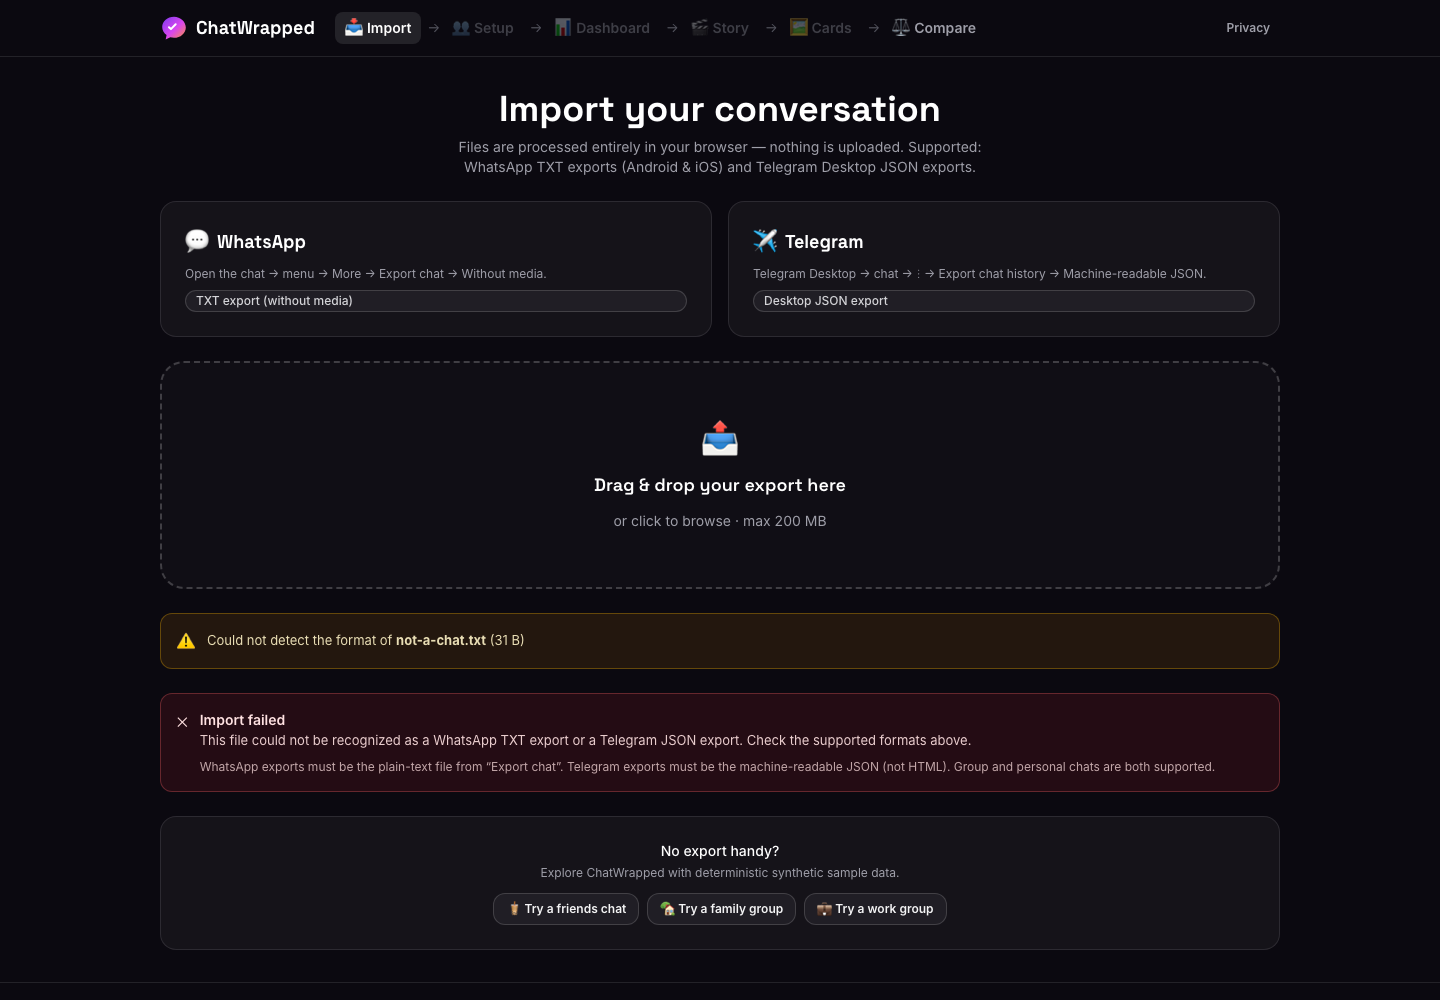 ChatWrapped
Import → Setup → Dashboard → Story → Cards → Compare
Privacy
Import your conversation
Files are processed entirely in your browser — nothing is uploaded. Supported:
WhatsApp TXT exports (Android & iOS) and Telegram Desktop JSON exports.
WhatsApp
Open the chat → menu → More → Export chat → Without media.
TXT export (without media)
Telegram
Telegram Desktop → chat → ⋮ → Export chat history → Machine-readable JSON.
Desktop JSON export
Drag & drop your export here
or click to browse · max 200 MB
Could not detect the format of not-a-chat.txt (31 B)
Import failed
This file could not be recognized as a WhatsApp TXT export or a Telegram JSON export. Check the supported formats above.
WhatsApp exports must be the plain-text file from “Export chat”. Telegram exports must be the machine-readable JSON (not HTML). Group and personal chats are both supported.
No export handy?
Explore ChatWrapped with deterministic synthetic sample data.
Try a friends chat
Try a family group
Try a work group